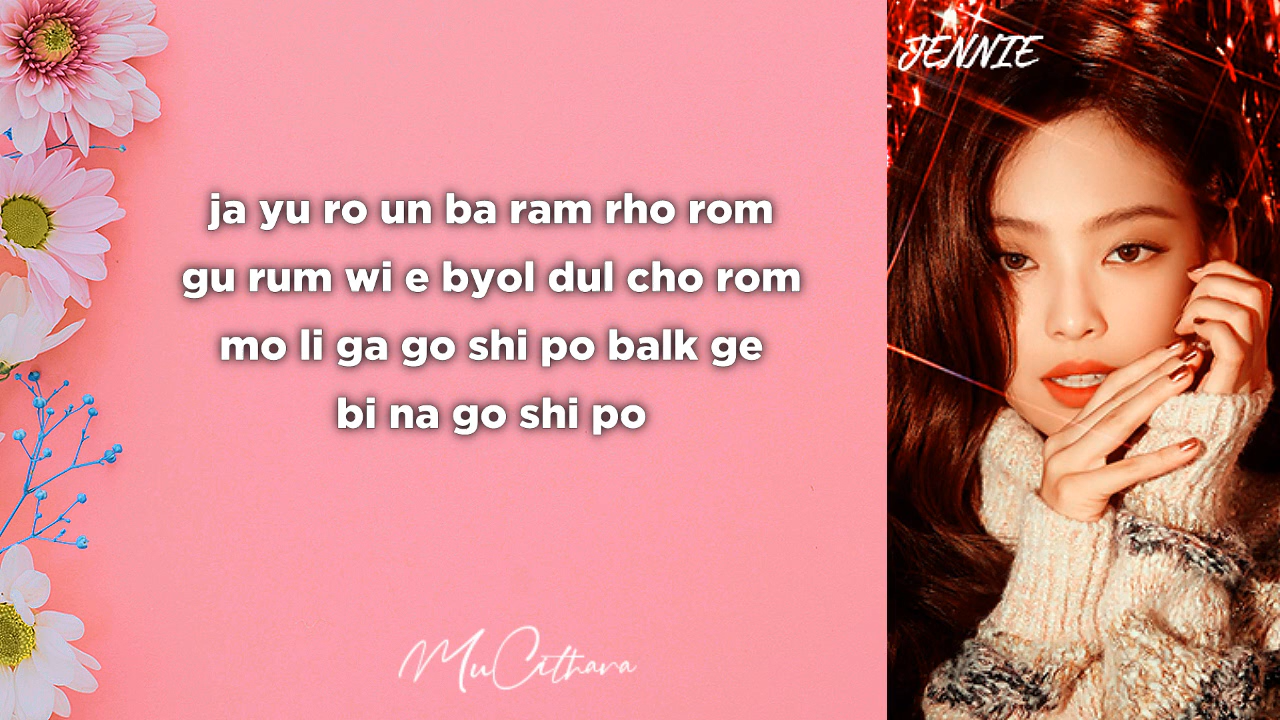 JENNIE
ja yu ro un ba ram rho rom
gu rum wi e byol dul cho rom
mo li ga go shi po balk ge
bi na go shi po
MuCithara